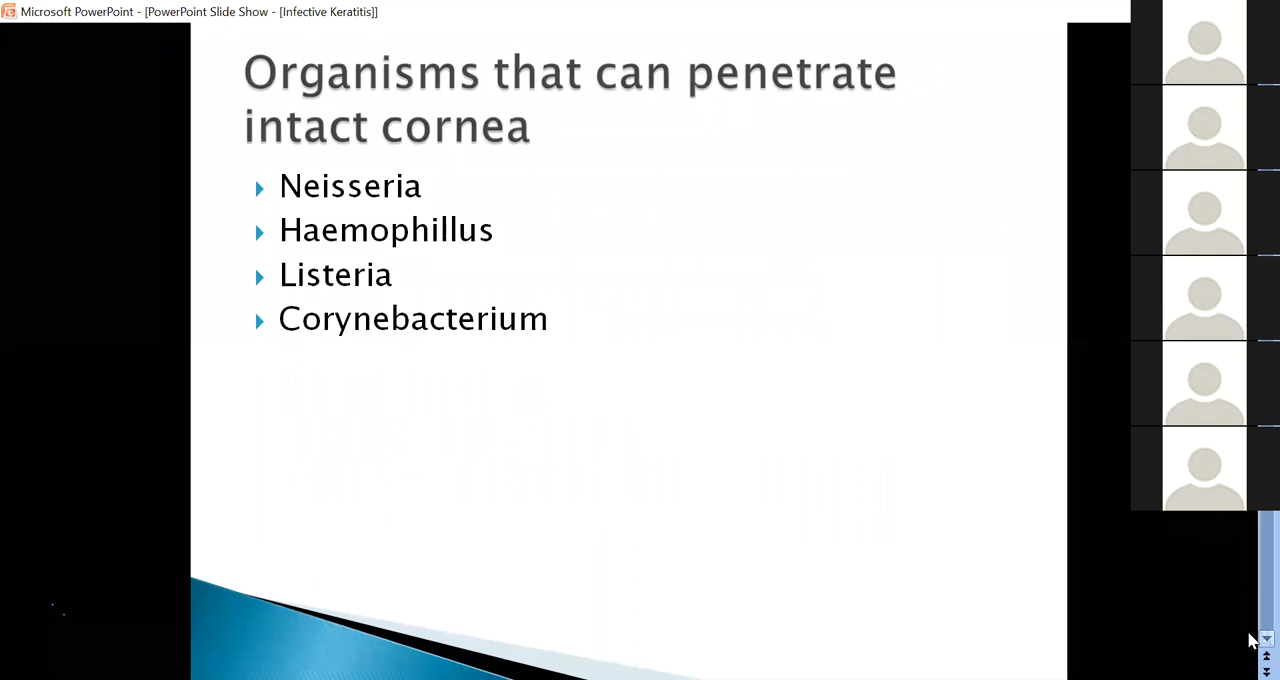 Microsoft PowerPoint - [PowerPoint Slide Show - [Infective Keratitis]]
Organisms that can penetrate
intact cornea
Neisseria
Haemophillus
Listeria
Corynebacterium